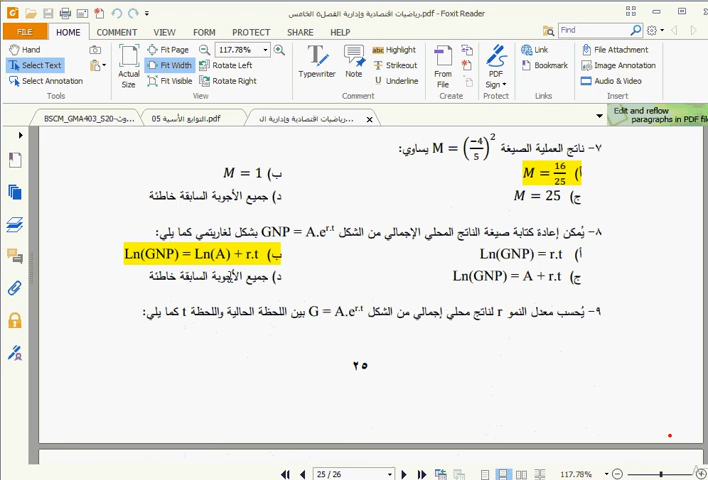 رياضيات اقتصادية وإدارية الفصل٥ الخامس.pdf - Foxit Reader
FILE HOME COMMENT VIEW FORM PROTECT SHARE HELP
Find
Hand
Select Text
Select Annotation
Tools
Actual Size
Fit Page
Fit Width
Fit Visible
117.78%
Rotate Left
Rotate Right
View
Typewriter
Note
Highlight
Strikeout
Underline
Comment
From File
Create
PDF Sign
Protect
Link
Bookmark
Links
File Attachment
Image Annotation
Audio & Video
Insert
BSCM_GMA403_S20-...
05 التوابع الأسية.pdf
رياضيات اقتصادية وإدارية ال...
Edit and reflow
paragraphs in PDF file
٧- ناتج العملية الصيغة M = (-4/5)² يساوي:
أ) M = 16/25
ب) M = 1
ج) M = 25
د) جميع الأجوبة السابقة خاطئة
٨- يُمكن إعادة كتابة صيغة الناتج المحلي الإجمالي من الشكل GNP = A.e^r.t بشكل لغاريتمي كما يلي:
أ) Ln(GNP) = r.t
ب) Ln(GNP) = Ln(A) + r.t
ج) Ln(GNP) = A + r.t
د) جميع الأجوبة السابقة خاطئة
٩- يُحسب معدل النمو r لناتج محلي إجمالي من الشكل G = A.e^r.t بين اللحظة الحالية واللحظة t كما يلي:
٢٥
25 / 26
117.78%